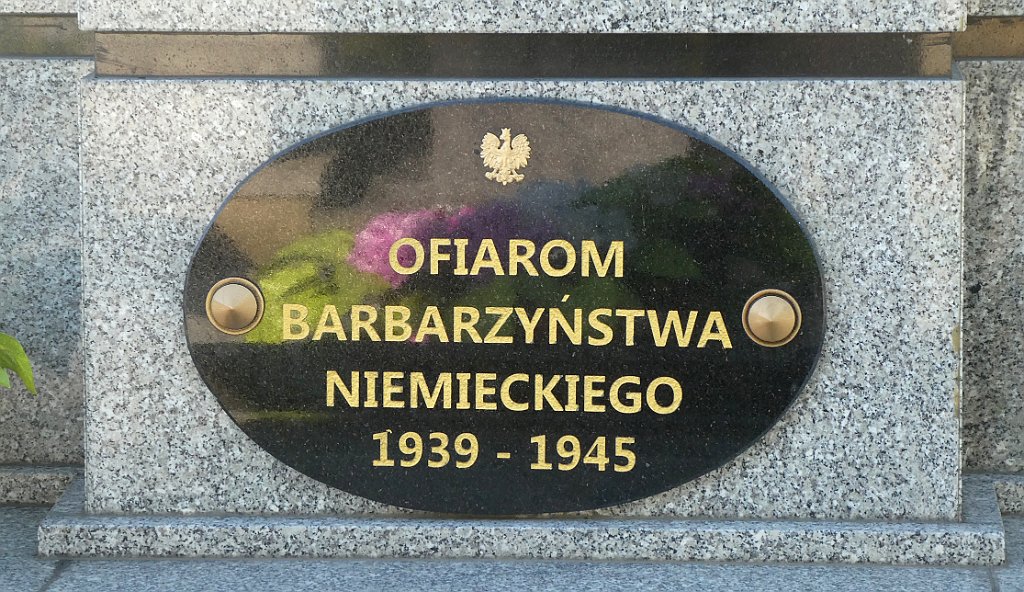 OFIAROM
BARBARZYŃSTWA
NIEMIECKIEGO
1939 - 1945